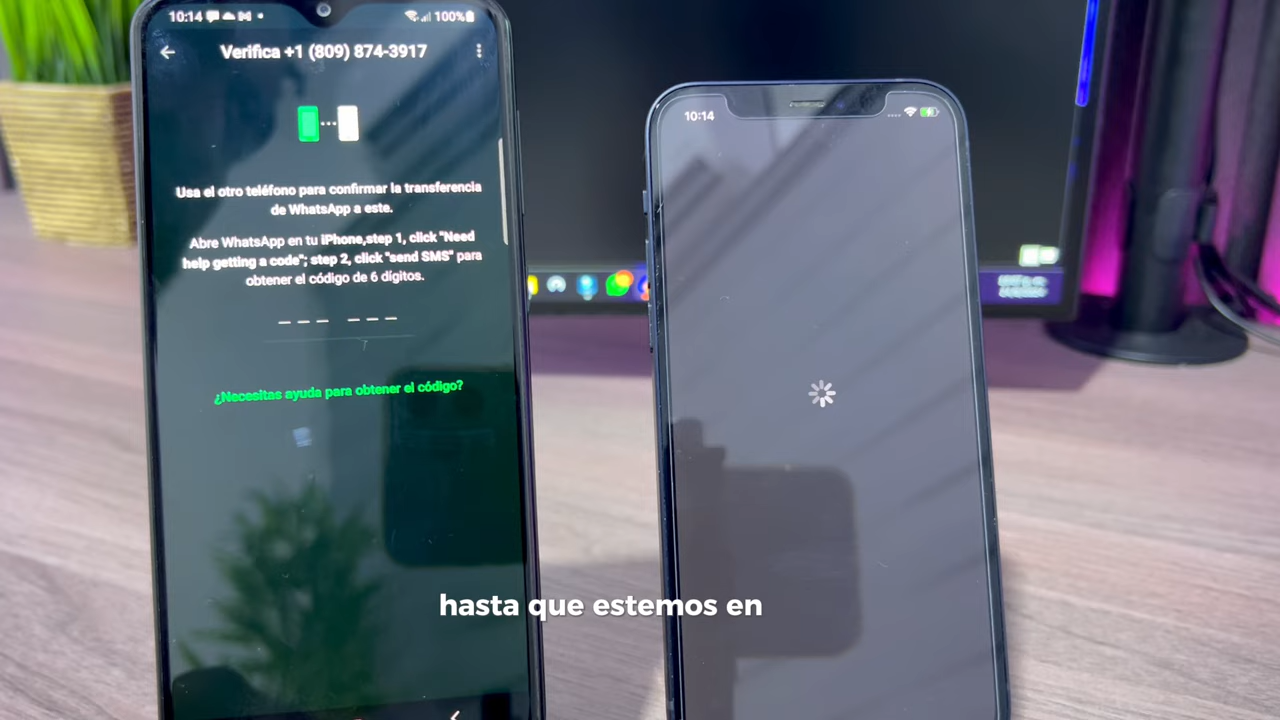 10:14
100%
Verifica +1 (809) 874-3917
Usa el otro teléfono para confirmar la transferencia
de WhatsApp a este.
Abre WhatsApp en tu iPhone,step 1, click "Need
help getting a code"; step 2, click "send SMS" para
obtener el código de 6 dígitos.
¿Necesitas ayuda para obtener el código?
10:14
hasta que estemos en